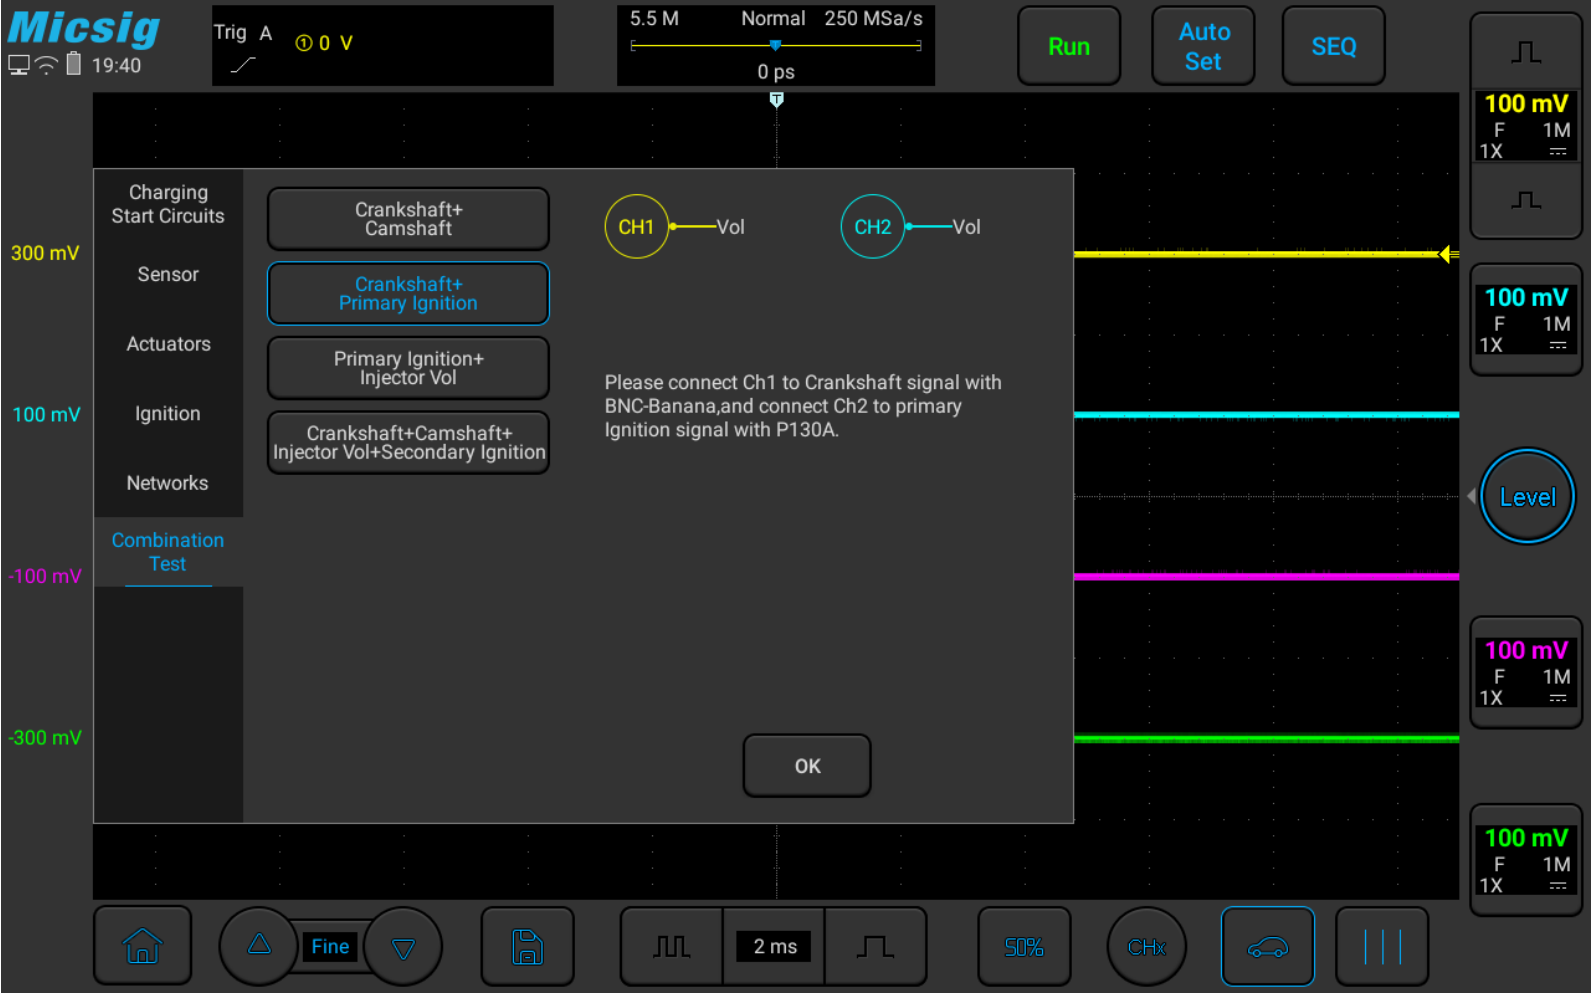 Micsig
19:40
Trig A
① 0 V
5.5 M Normal 250 MSa/s
0 ps
Run
Auto
Set
SEQ
T
100 mV
F 1M
1X
300 mV
100 mV
-100 mV
-300 mV
Charging
Start Circuits
Sensor
Actuators
Ignition
Networks
Combination
Test
Crankshaft+
Camshaft
Crankshaft+
Primary Ignition
Primary Ignition+
Injector Vol
Crankshaft+Camshaft+
Injector Vol+Secondary Ignition
CH1 Vol
CH2 Vol
Please connect Ch1 to Crankshaft signal with
BNC-Banana,and connect Ch2 to primary
Ignition signal with P130A.
OK
100 mV
F 1M
1X
Level
100 mV
F 1M
1X
100 mV
F 1M
1X
Fine
2 ms
50%
CHx